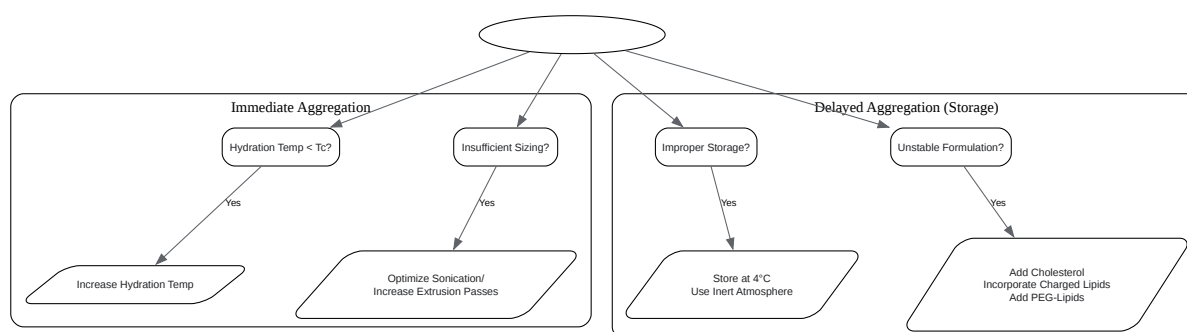 Immediate Aggregation
Delayed Aggregation (Storage)
Hydration Temp < Tc?
Insufficient Sizing?
Improper Storage?
Unstable Formulation?
Yes
Yes
Yes
Yes
Increase Hydration Temp
Optimize Sonication/
Increase Extrusion Passes
Store at 4°C
Use Inert Atmosphere
Add Cholesterol
Incorporate Charged Lipids
Add PEG-Lipids